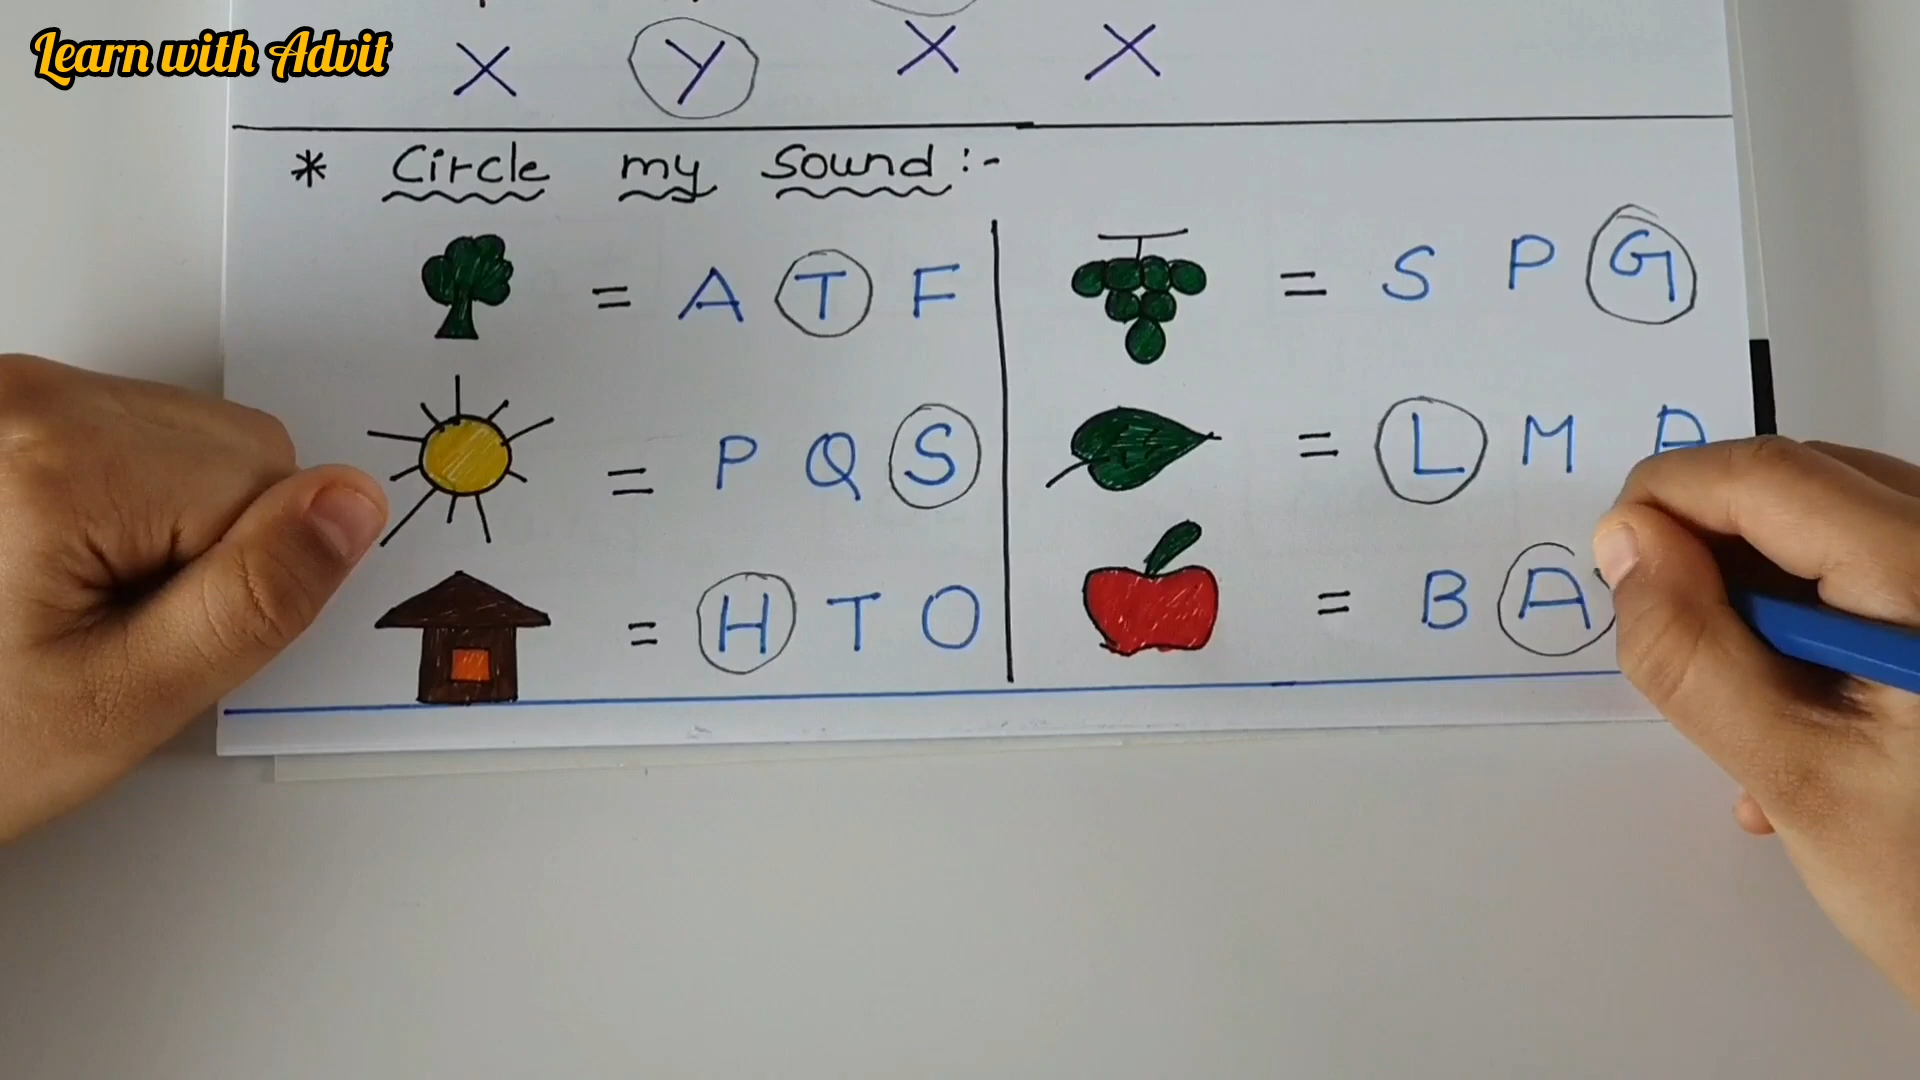 Learn with Advit
X Y X X
* Circle my Sound :-
= A T F
= P Q S
= H T O
= S P G
= L M
= B A